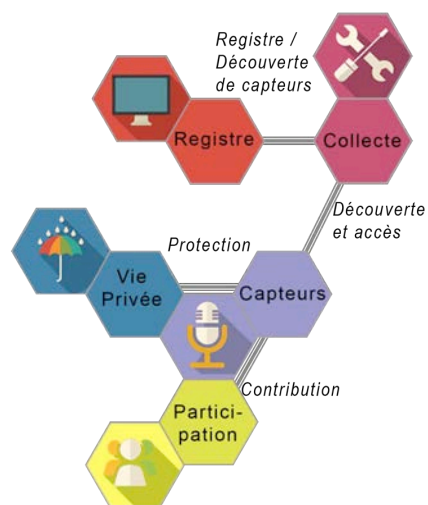 Registre /
Découverte
de capteurs
Registre
Collecte
Découverte
et accès
Protection
Vie
Privée
Capteurs
Contribution
Partici-
pation